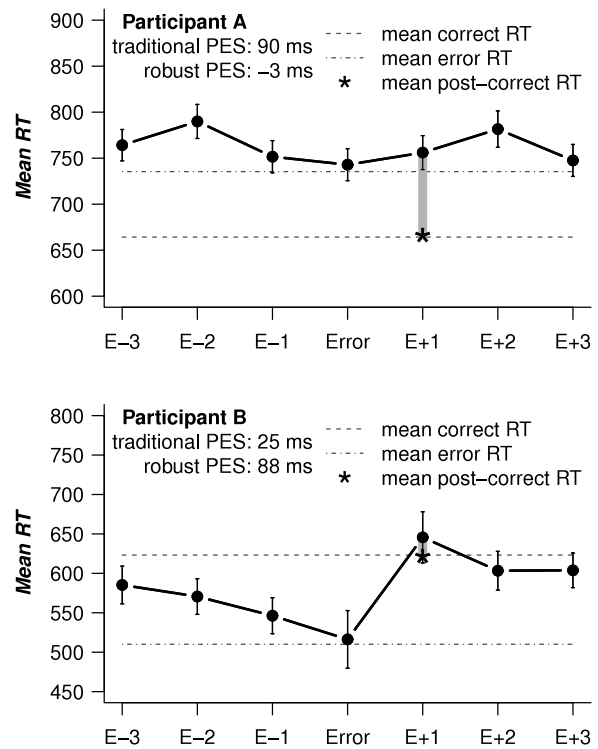 Participant A
traditional PES: 90 ms
robust PES: −3 ms
mean correct RT
mean error RT
* mean post−correct RT
Mean RT
900
850
800
750
700
650
600
E−3 E−2 E−1 Error E+1 E+2 E+3
Participant B
traditional PES: 25 ms
robust PES: 88 ms
mean correct RT
mean error RT
* mean post−correct RT
Mean RT
800
750
700
650
600
550
500
450
E−3 E−2 E−1 Error E+1 E+2 E+3